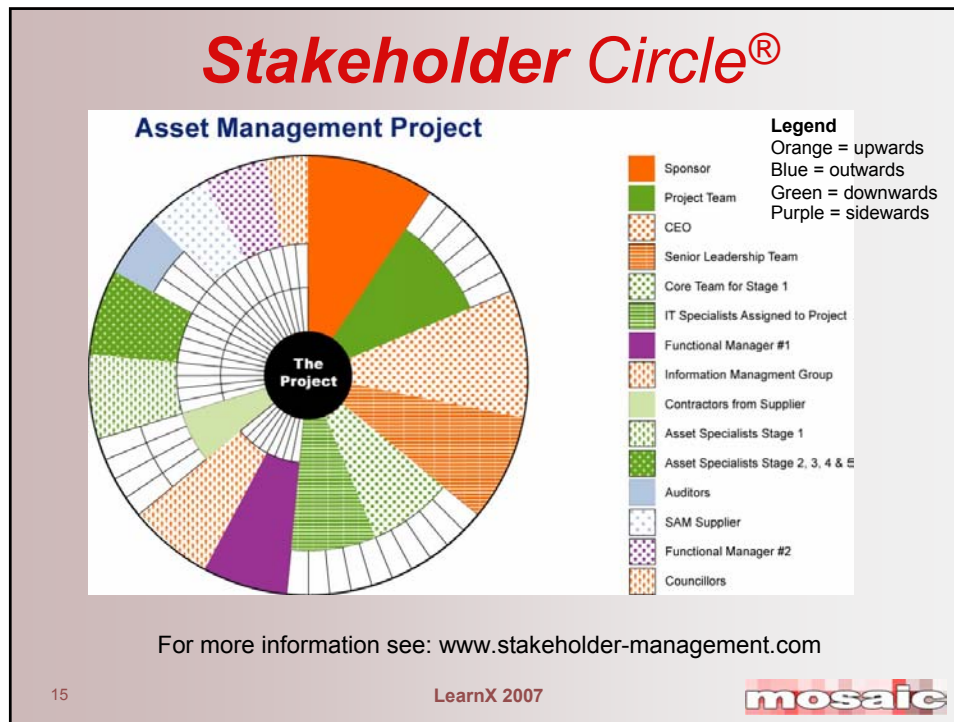 Stakeholder Circle®
Asset Management Project
Legend
Orange = upwards
Blue = outwards
Green = downwards
Purple = sidewards
Sponsor
Project Team
CEO
Senior Leadership Team
Core Team for Stage 1
IT Specialists Assigned to Project
Functional Manager #1
Information Managment Group
Contractors from Supplier
Asset Specialists Stage 1
Asset Specialists Stage 2, 3, 4 & 5
Auditors
SAM Supplier
Functional Manager #2
Councillors
The
Project
For more information see: www.stakeholder-management.com
15
LearnX 2007
mosaic